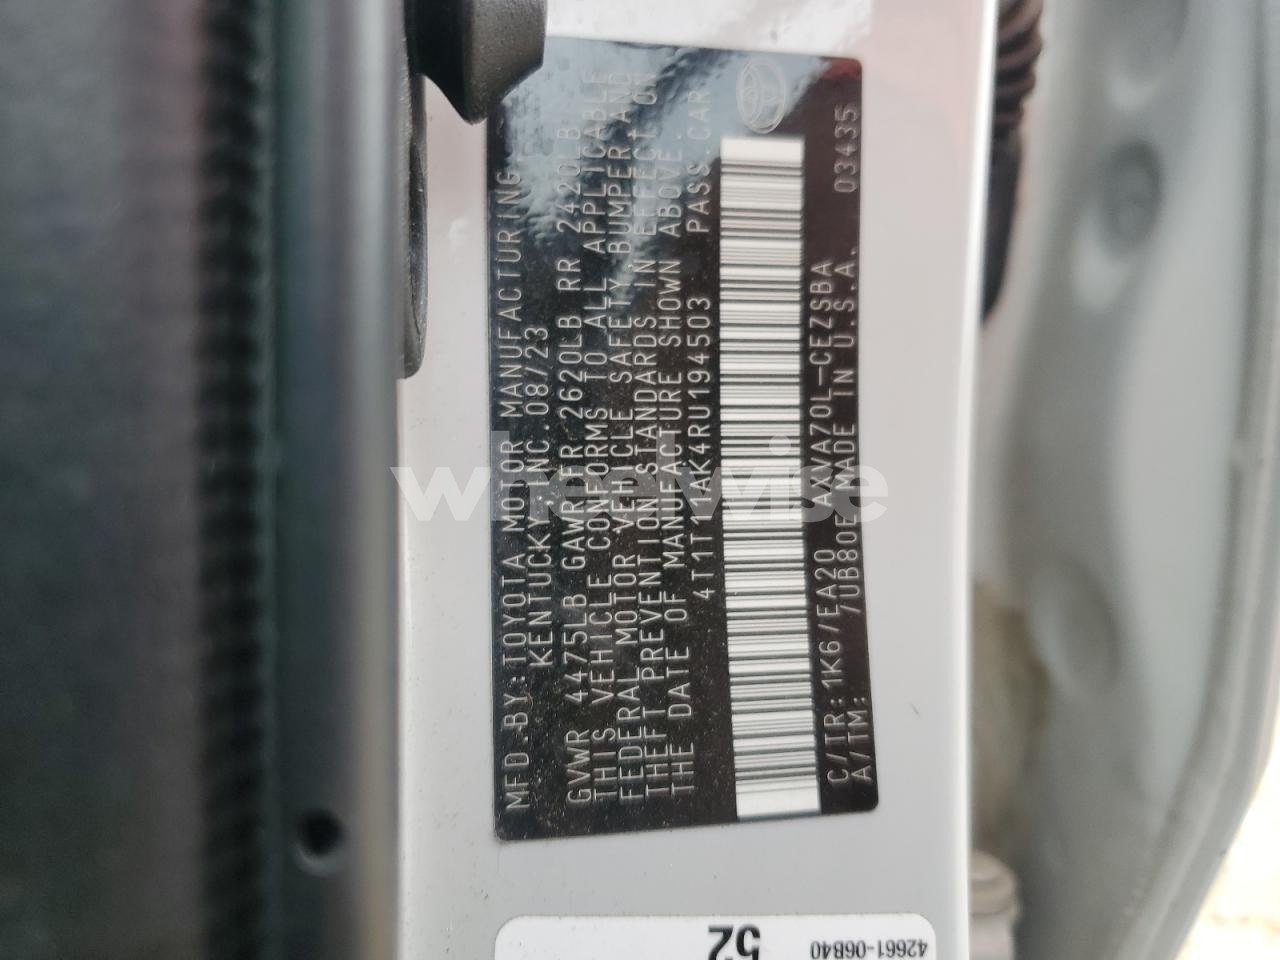 MFD.BY:TOYOTA MOTOR MANUFACTURING,
KENTUCKY,INC.08/23
GVWR 4475LB GAWR FR 2620LB RR 2420LB
THIS VEHICLE CONFORMS TO ALL APPLICABLE
FEDERAL MOTOR VEHICLE SAFETY,BUMPER,AND
THEFT PREVENTION STANDARDS IN EFFECT ON
THE DATE OF MANUFACTURE SHOWN ABOVE.
4T1T11AK4RU194503 PASS.CAR
C/TR:1K6/EA20 AXVA70L-CEZSBA 03435
A/TM: /UB80E MADE IN U.S.A.
wheelwise
52
42661-06B40